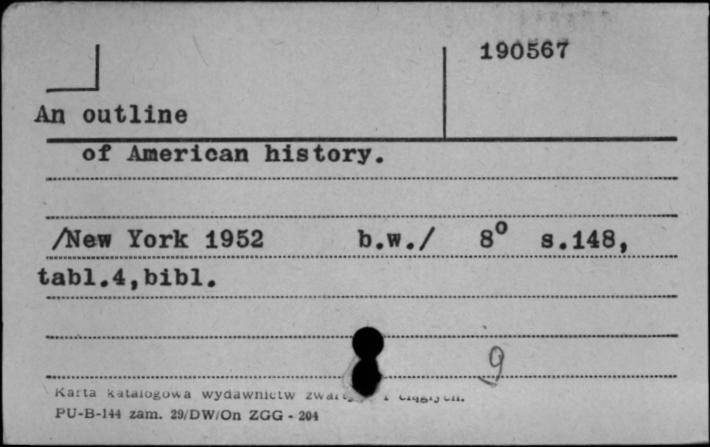 190567
An outline
of American history.
/New York 1952 b.w./ 8° s.148,
tabl.4,bibl.
9
Karta katalogowa wydawnictw
PU-B-144 zam. 29/DW/On ZGG - 204